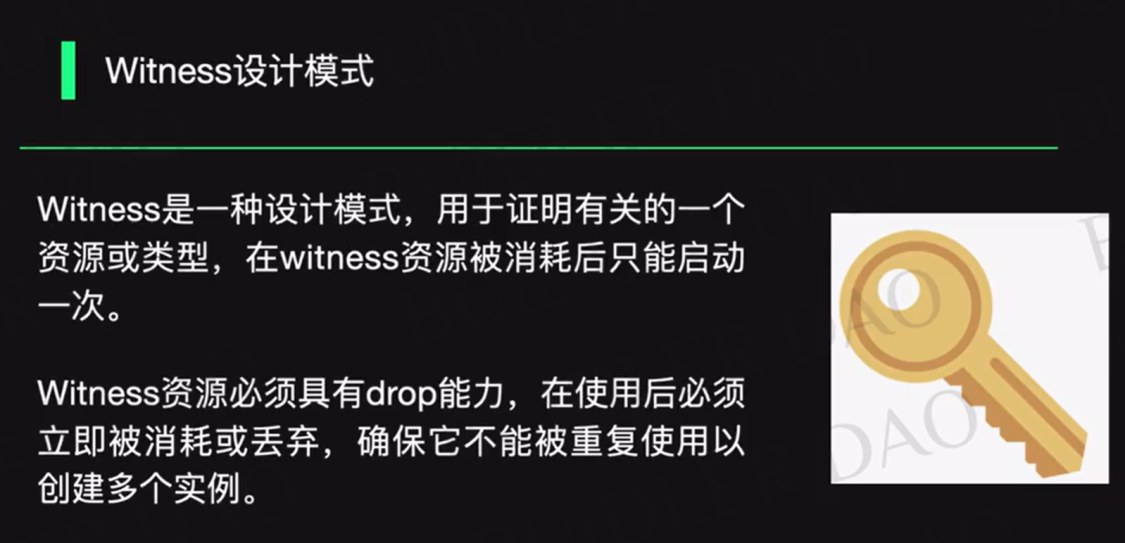 Witness设计模式
Witness是一种设计模式，用于证明有关的一个
资源或类型，在witness资源被消耗后只能启动
一次。
Witness资源必须具有drop能力，在使用后必须
立即被消耗或丢弃，确保它不能被重复使用以
创建多个实例。
DAO
DAO